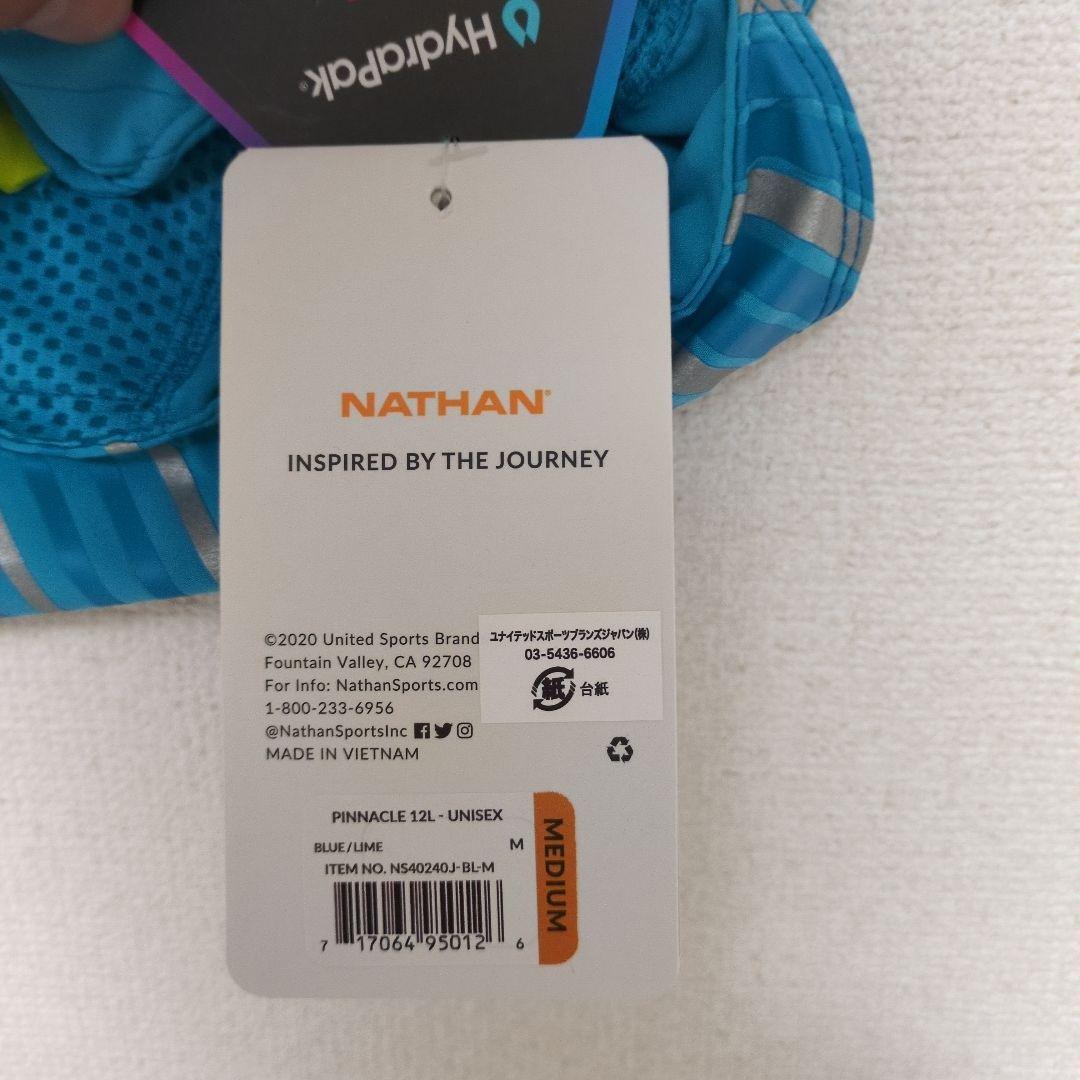 HydraPak®
NATHAN®
INSPIRED BY THE JOURNEY
©2020 United Sports Brand
Fountain Valley, CA 92708
For Info: NathanSports.com
1-800-233-6956
@NathanSportsInc
MADE IN VIETNAM
ユナイテッドスポーツブランズジャパン(株)
03-5436-6606
紙 台紙
PINNACLE 12L - UNISEX
BLUE/LIME M
ITEM NO. NS40240J-BL-M
7 17064 95012 6
MEDIUM